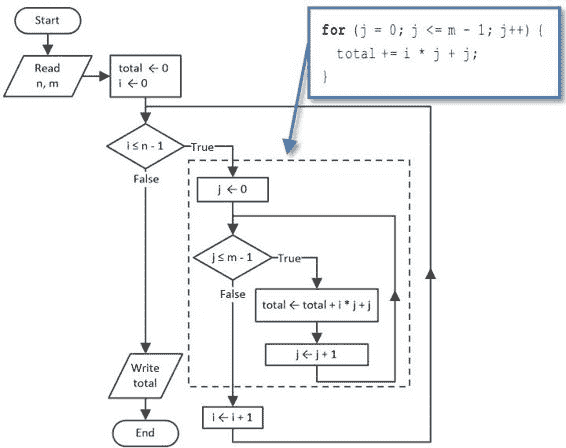 Start
Read
n, m
total ←0
i ←0
for (j = 0; j <= m - 1; j++) {
total += i * j + j;
}
i ≤ n - 1
True
False
j ←0
j ≤ m - 1
True
False
total ← total + i * j + j
j ← j + 1
Write
total
i ← i + 1
End